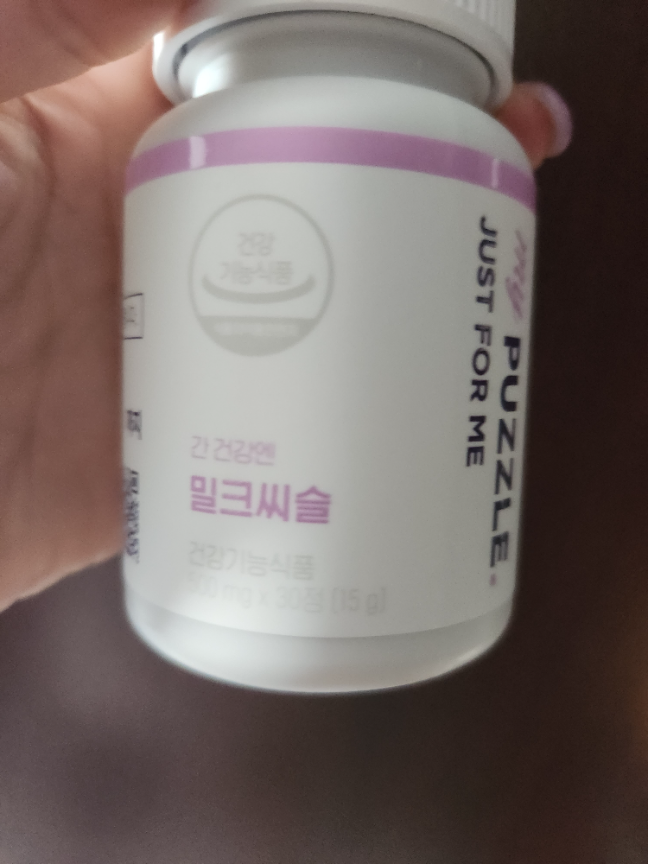 건강
기능식품
간 건강엔
밀크씨슬
건강기능식품
500 mg x 30정 [15 g]
my PUZZLE
JUST FOR ME